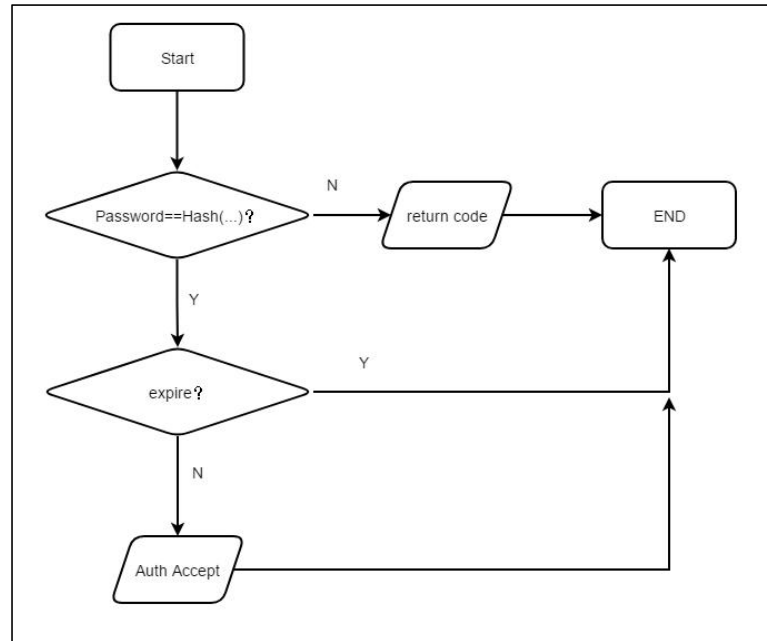 Start
N
Password==Hash(...)?
return code
END
Y
Y
expire?
N
Auth Accept